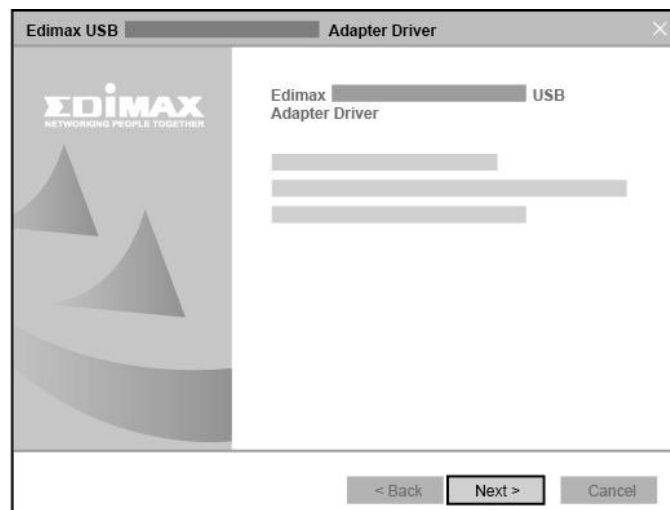 Edimax USB Adapter Driver
EDIMAX
NETWORKING PEOPLE TOGETHER
Edimax USB
Adapter Driver
< Back Next > Cancel